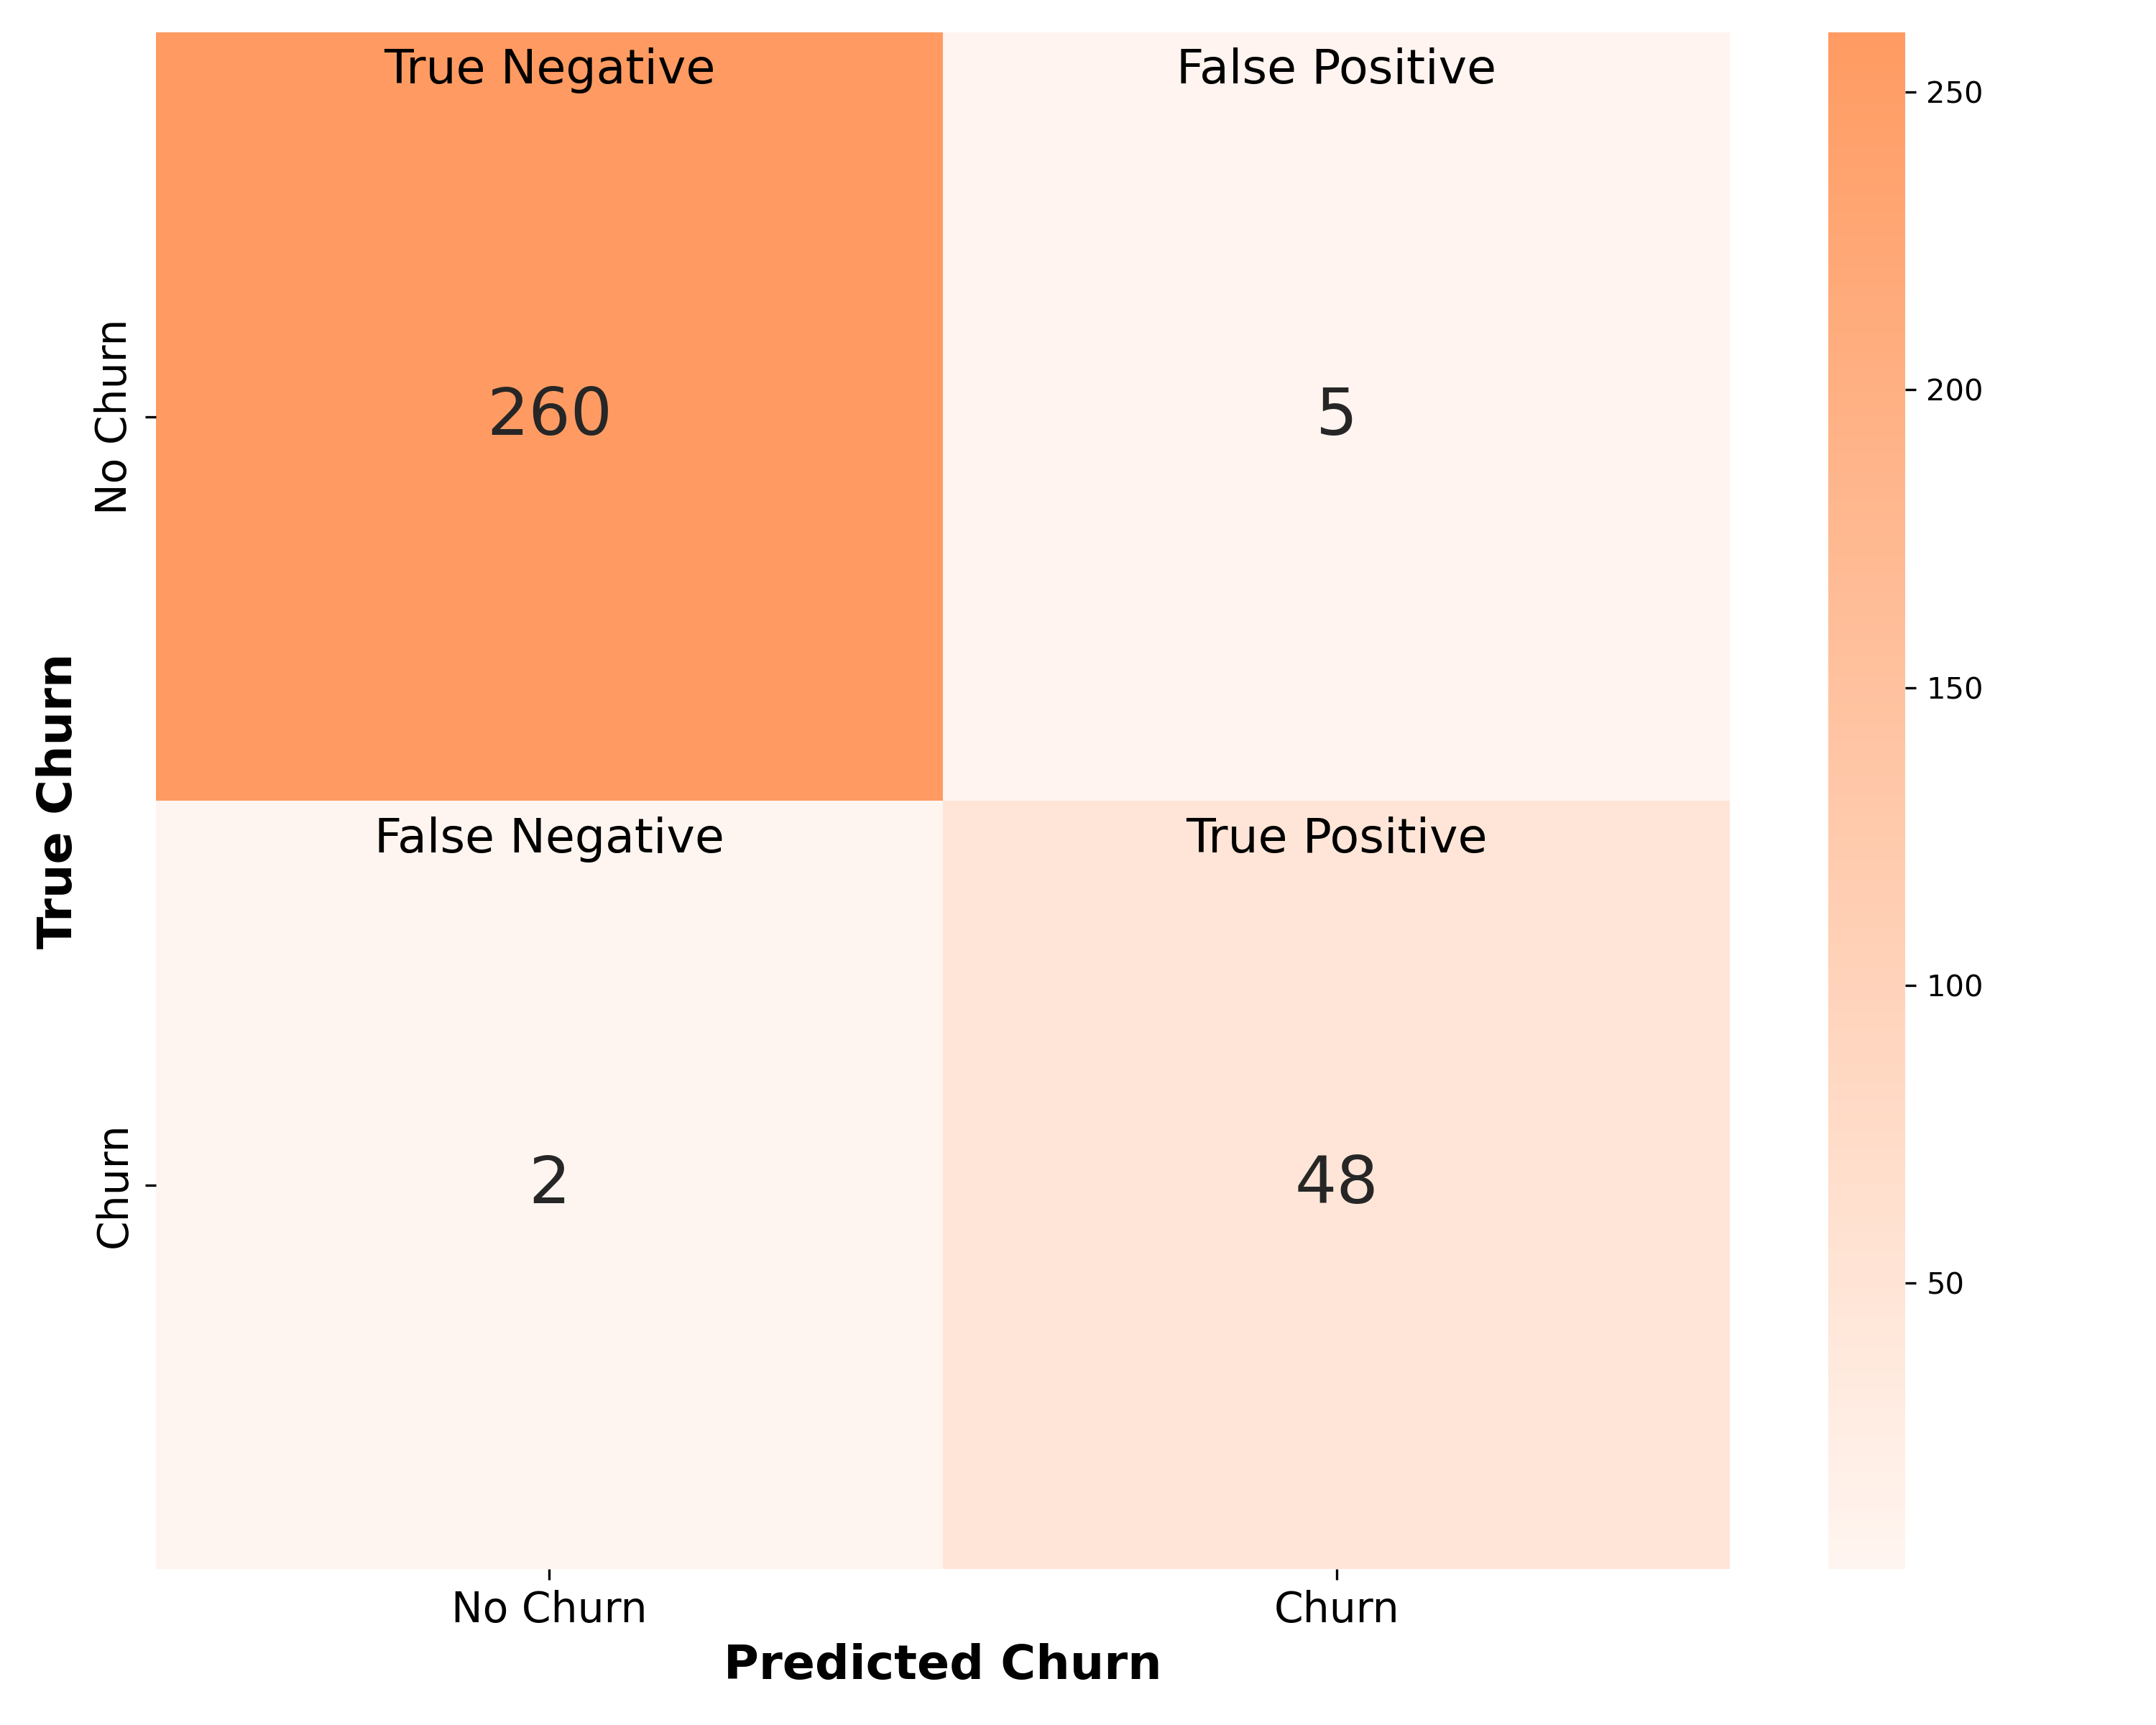 True Negative
False Positive
260
5
False Negative
True Positive
2
48
No Churn
Churn
True Churn
No Churn
Churn
Predicted Churn
250
200
150
100
50